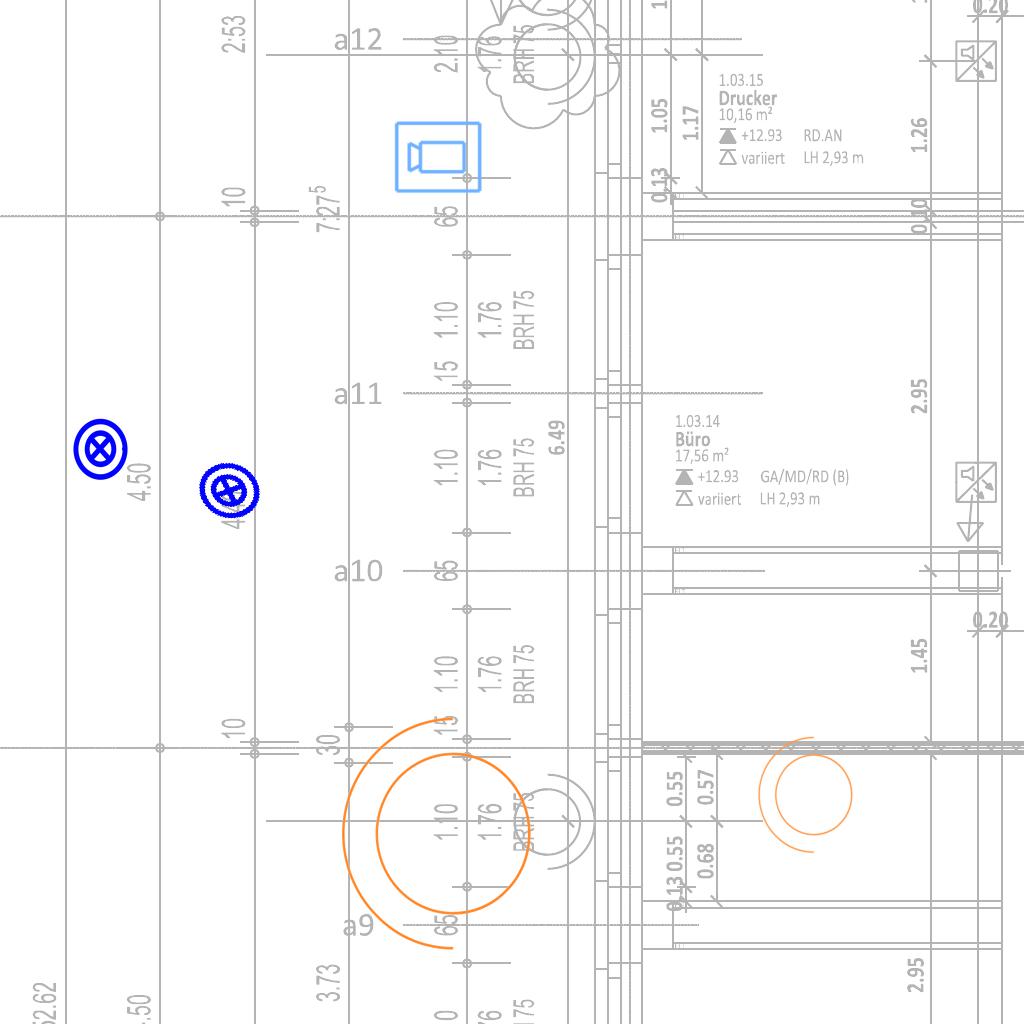 0.20
2:53
a12
2.10
1.76
BRH 75
1.03.15
Drucker
10,16 m²
+12.93 RD.AN
variiert LH 2,93 m
1.05
1.17
1.26
0.13
10
7.27⁵
65
0.10
1.10
1.76
BRH 75
15
a11
2.95
6.49
1.03.14
Büro
17,56 m²
+12.93 GA/MD/RD (B)
variiert LH 2,93 m
4.50
1.10
1.76
BRH 75
a10
65
0.20
1.45
1.10
1.76
BRH 75
10
30
15
0.55
0.57
1.10
1.76
BRH 75
0.55
0.68
0.13
a9
65
3.73
2.95
52.62
.50
0
76
75